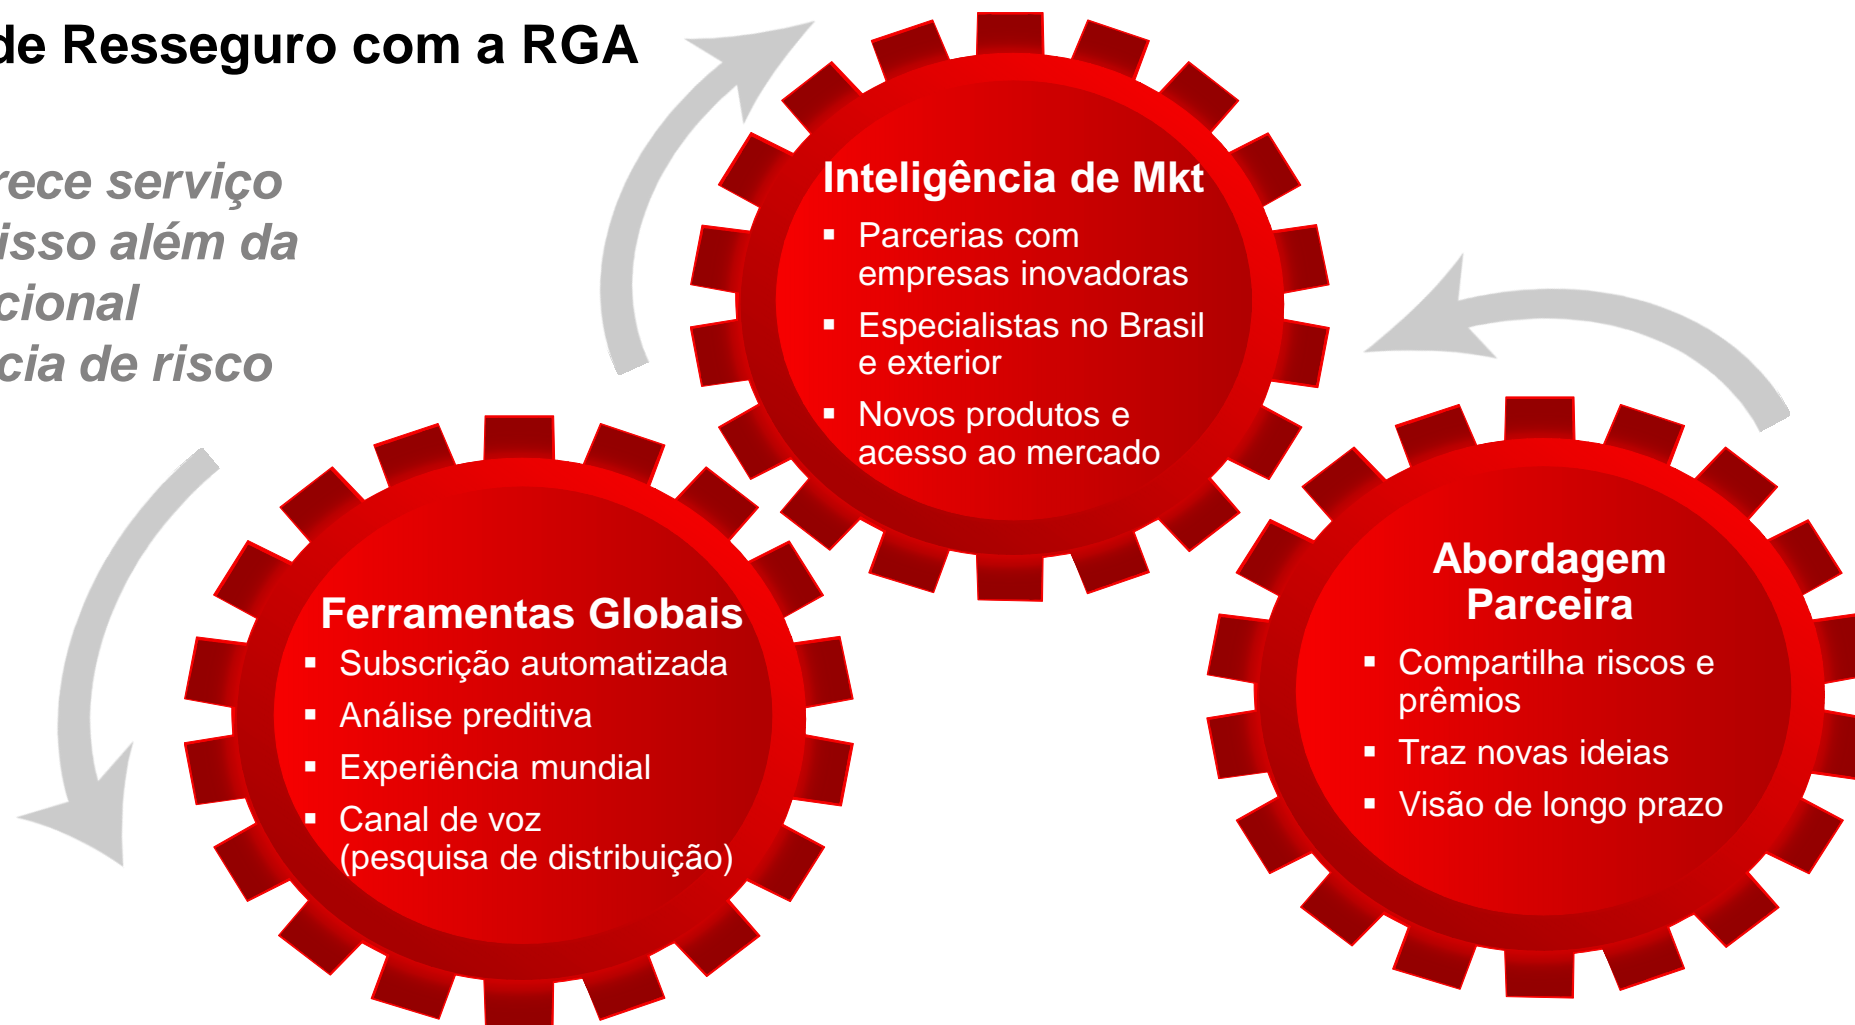 de Resseguro com a RGA
rece serviço
isso além da
cional
cia de risco
Inteligência de Mkt
▪ Parcerias com
empresas inovadoras
▪ Especialistas no Brasil
e exterior
▪ Novos produtos e
acesso ao mercado
Ferramentas Globais
▪ Subscrição automatizada
▪ Análise preditiva
▪ Experiência mundial
▪ Canal de voz
(pesquisa de distribuição)
Abordagem
Parceira
▪ Compartilha riscos e
prêmios
▪ Traz novas ideias
▪ Visão de longo prazo